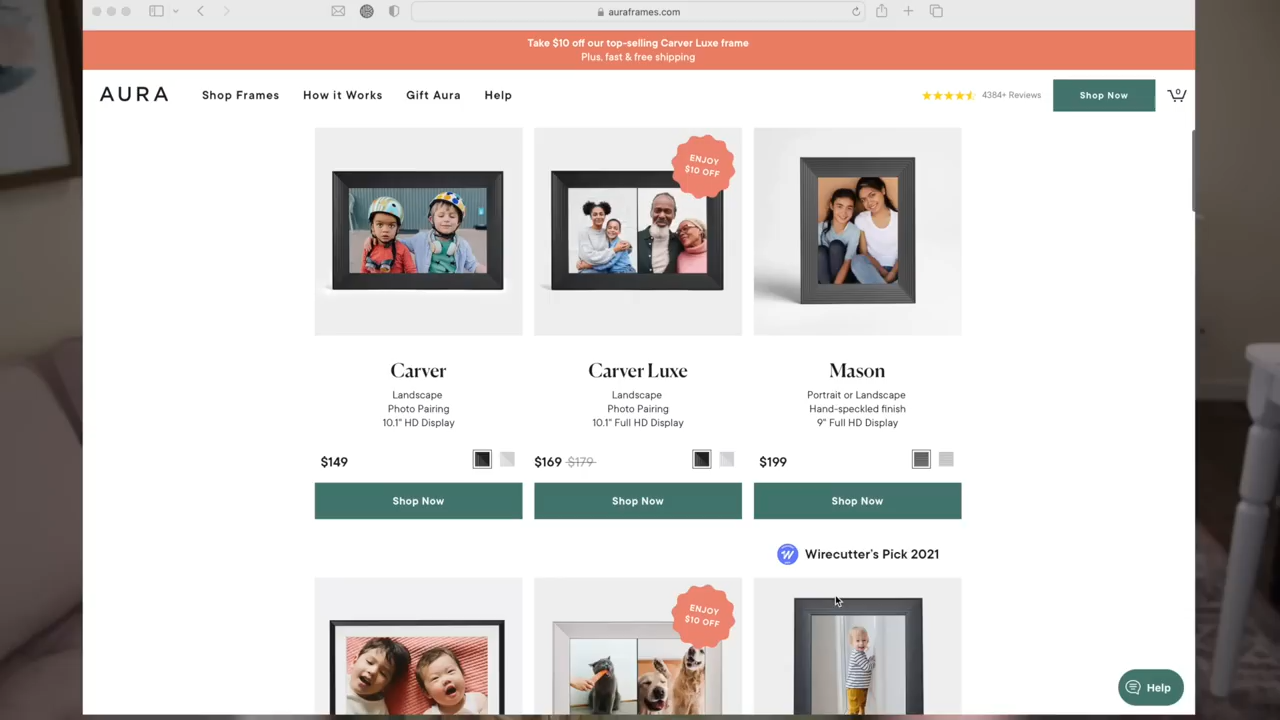 auraframes.com
Take $10 off our top-selling Carver Luxe frame
Plus, fast & free shipping
AURA
Shop Frames
How it Works
Gift Aura
Help
4384+ Reviews
Shop Now
0
ENJOY
$10 OFF
Carver
Landscape
Photo Pairing
10.1" HD Display
$149
Shop Now
Carver Luxe
Landscape
Photo Pairing
10.1" Full HD Display
$169 $179
Shop Now
Mason
Portrait or Landscape
Hand-speckled finish
9" Full HD Display
$199
Shop Now
W Wirecutter's Pick 2021
ENJOY
$10 OFF
Help